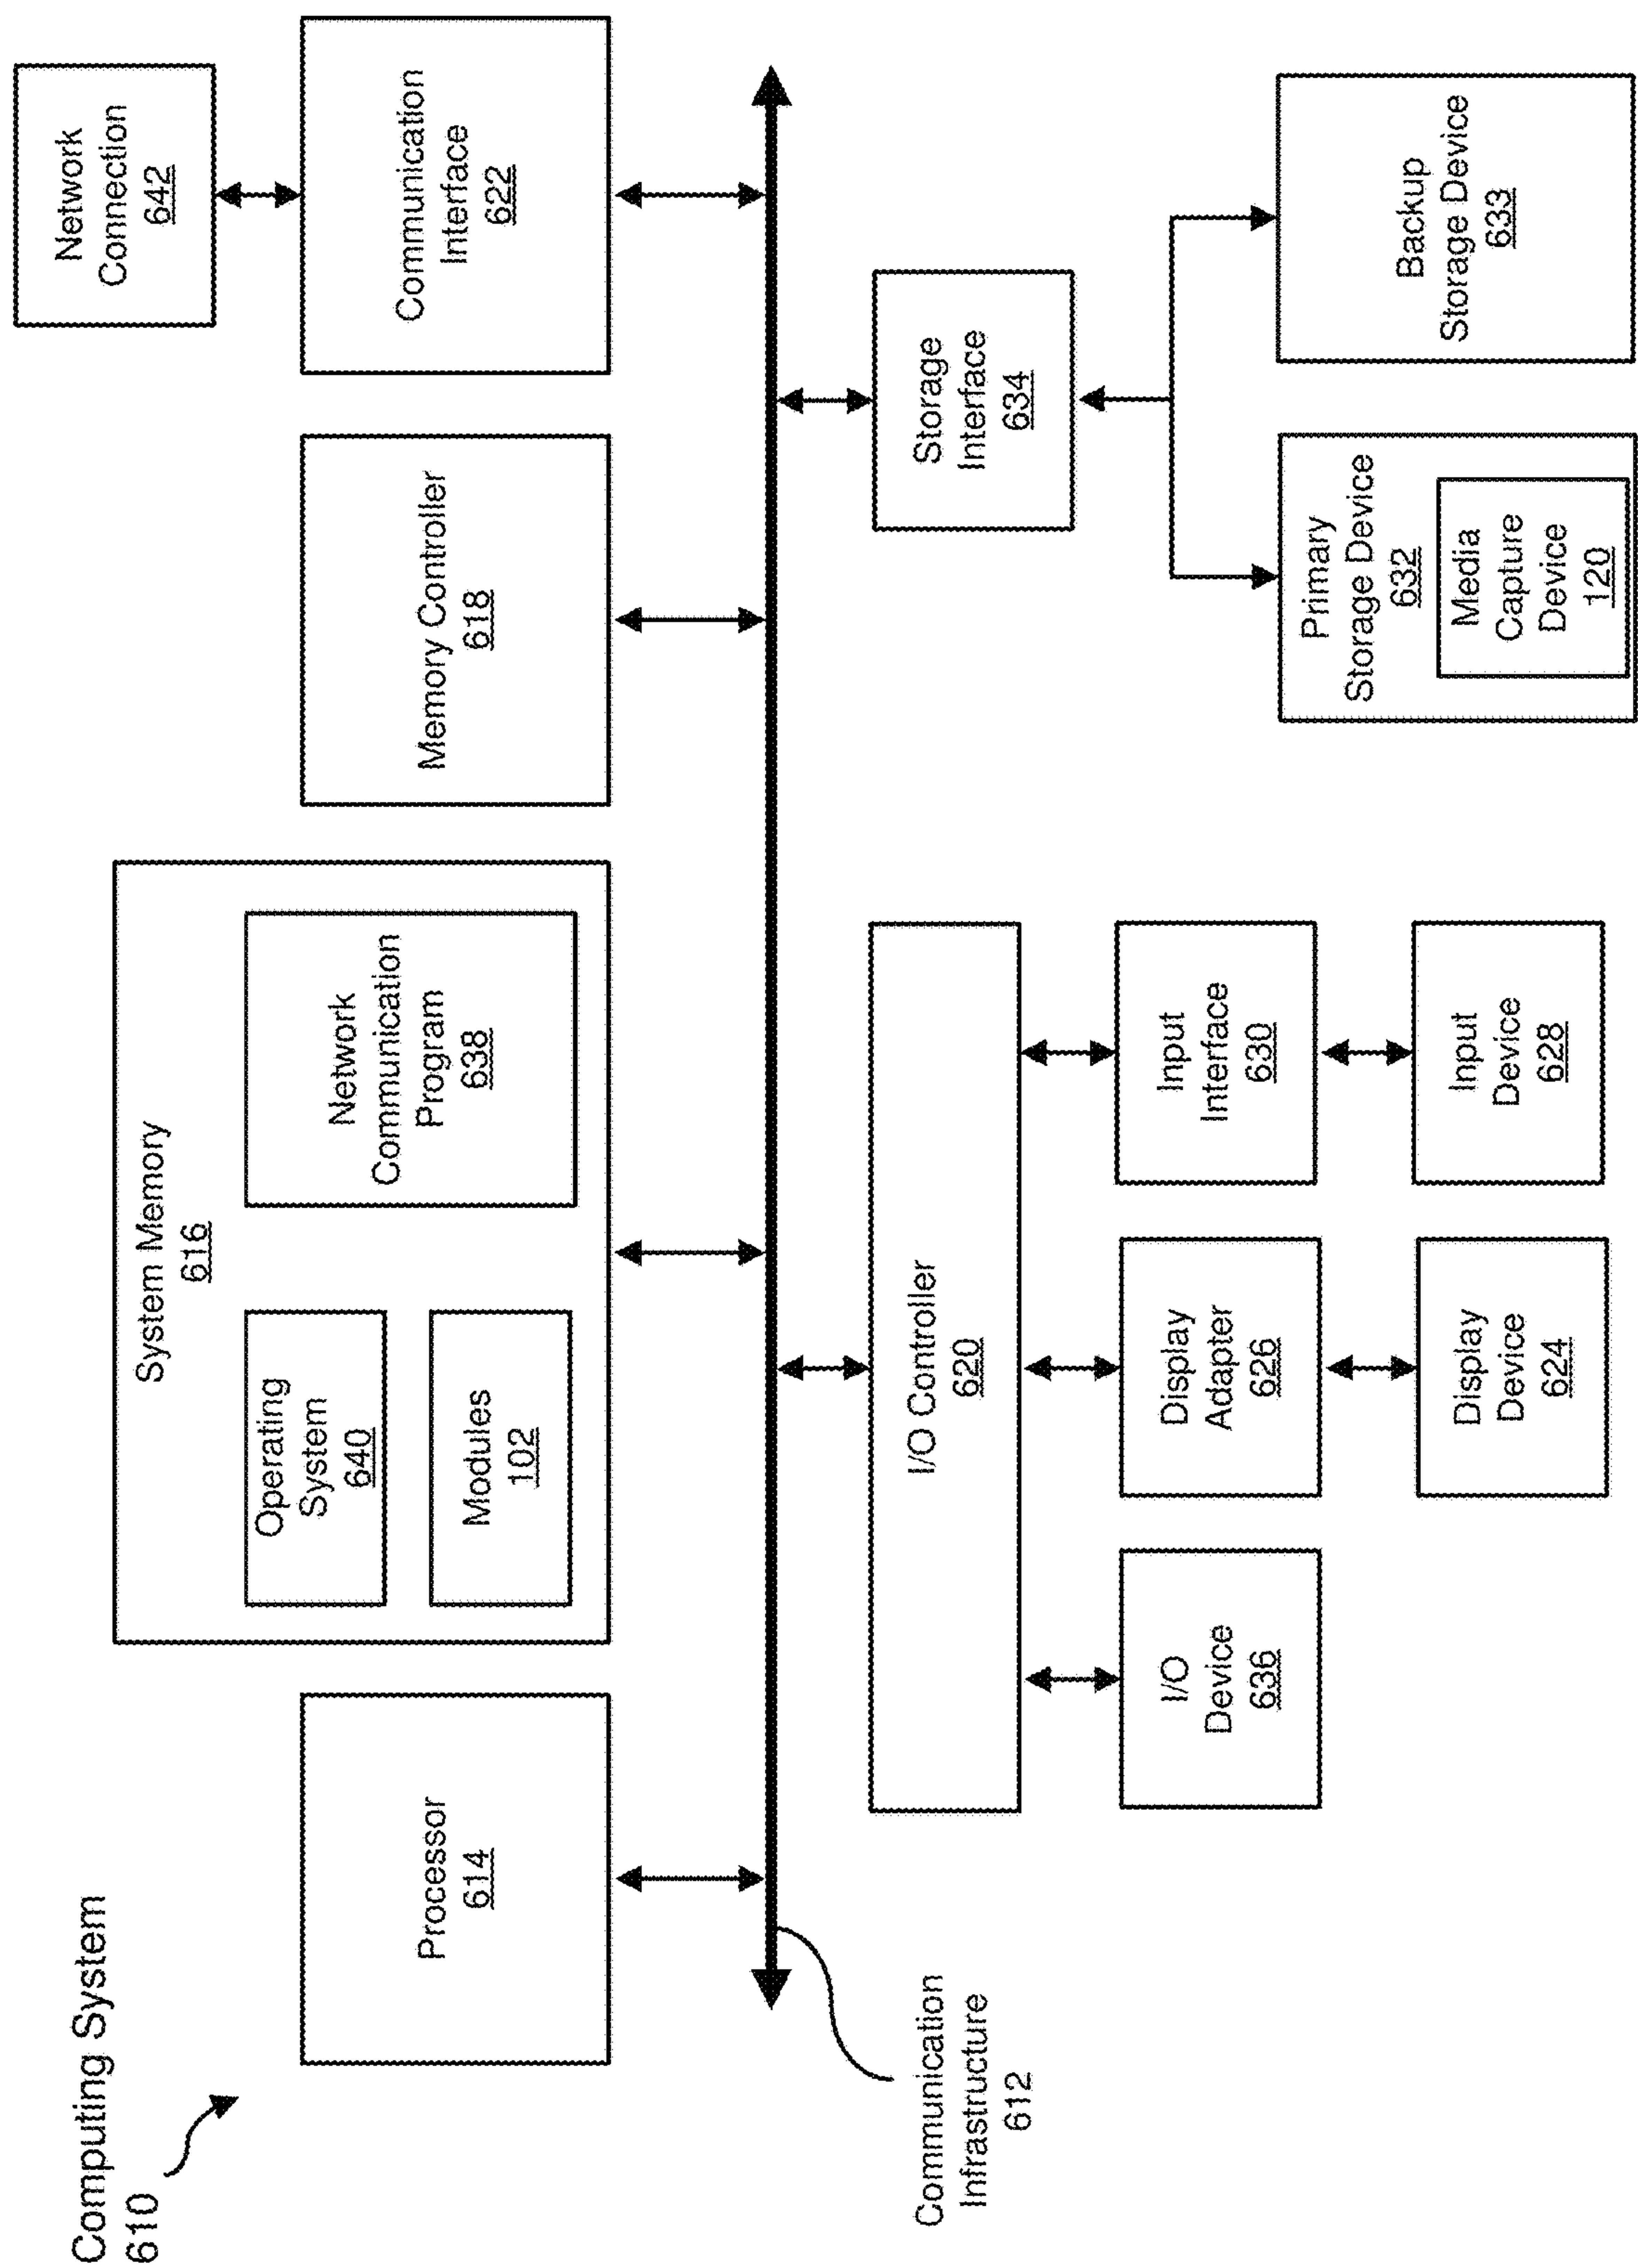 Computing System
610
Processor
614
System Memory
616
Operating
System
640
Modules
102
Network
Communication
Program
638
Memory Controller
618
Communication
Interface
622
Network
Connection
642
Communication
Infrastructure
612
I/O Controller
620
I/O
Device
636
Display
Adapter
626
Display
Device
624
Input
Interface
630
Input
Device
628
Storage
Interface
634
Primary
Storage Device
632
Media
Capture
Device
120
Backup
Storage Device
633